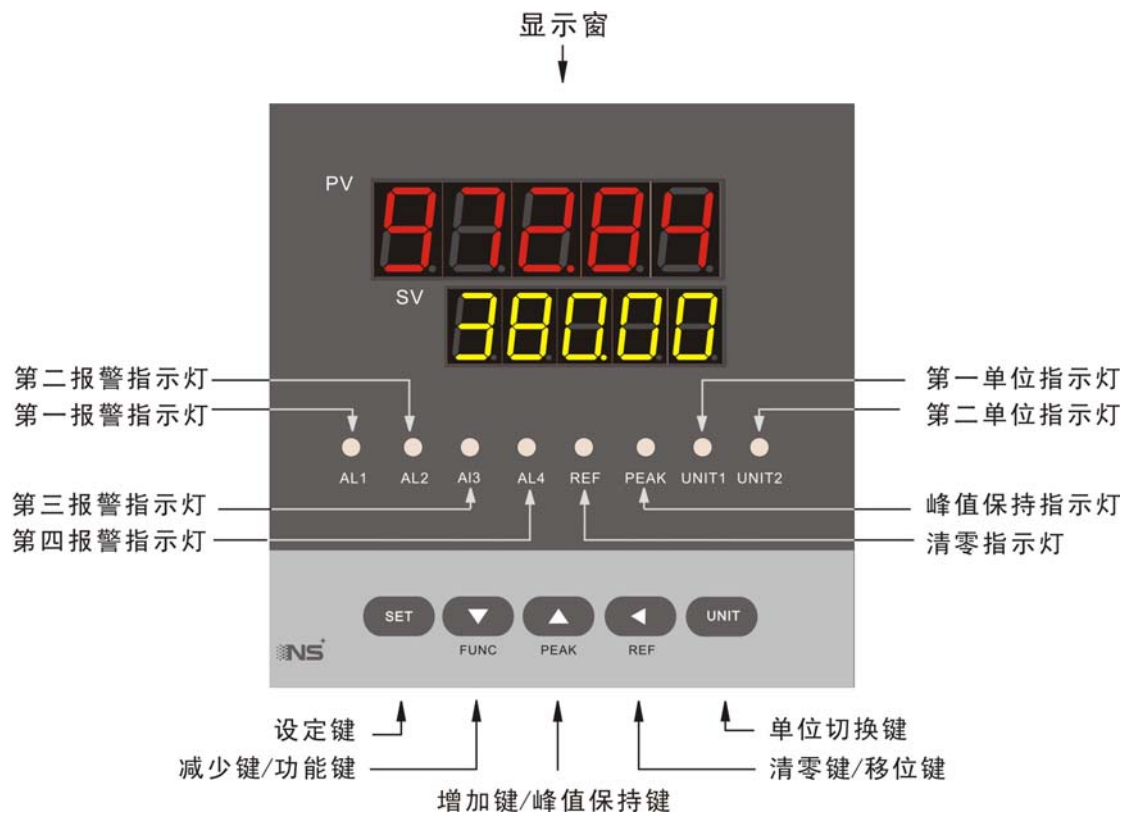 显示窗
PV
972.84
SV
380.00
第二报警指示灯
第一报警指示灯
第一单位指示灯
第二单位指示灯
AL1 AL2 AI3 AL4 REF PEAK UNIT1 UNIT2
第三报警指示灯
第四报警指示灯
峰值保持指示灯
清零指示灯
SET UNIT
FUNC PEAK REF
NS+
设定键
减少键/功能键
增加键/峰值保持键
单位切换键
清零键/移位键